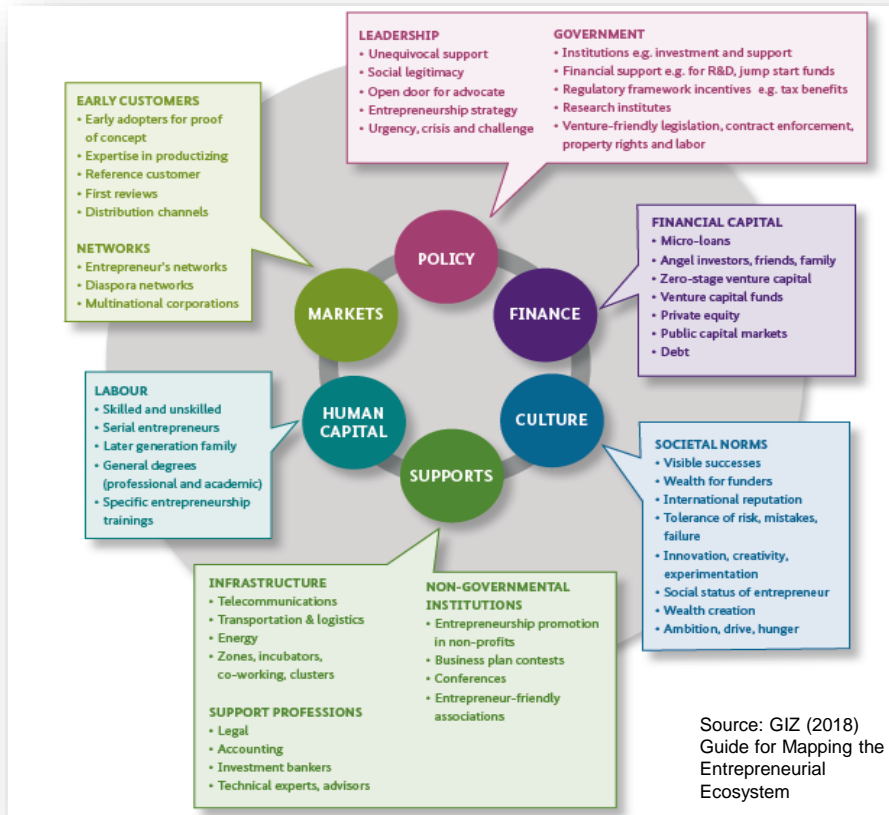 LEADERSHIP
• Unequivocal support
• Social legitimacy
• Open door for advocate
• Entrepreneurship strategy
• Urgency, crisis and challenge
GOVERNMENT
• Institutions e.g. investment and support
• Financial support e.g. for R&D, jump start funds
• Regulatory framework incentives e.g. tax benefits
• Research institutes
• Venture-friendly legislation, contract enforcement,
property rights and labor
EARLY CUSTOMERS
• Early adopters for proof
of concept
• Expertise in productizing
• Reference customer
• First reviews
• Distribution channels
NETWORKS
• Entrepreneur's networks
• Diaspora networks
• Multinational corporations
FINANCIAL CAPITAL
• Micro-loans
• Angel investors, friends, family
• Zero-stage venture capital
• Venture capital funds
• Private equity
• Public capital markets
• Debt
POLICY
MARKETS
FINANCE
HUMAN
CAPITAL
CULTURE
SUPPORTS
LABOUR
• Skilled and unskilled
• Serial entrepreneurs
• Later generation family
• General degrees
(professional and academic)
• Specific entrepreneurship
trainings
SOCIETAL NORMS
• Visible successes
• Wealth for funders
• International reputation
• Tolerance of risk, mistakes,
failure
• Innovation, creativity,
experimentation
• Social status of entrepreneur
• Wealth creation
• Ambition, drive, hunger
INFRASTRUCTURE
• Telecommunications
• Transportation & logistics
• Energy
• Zones, incubators,
co-working, clusters
SUPPORT PROFESSIONS
• Legal
• Accounting
• Investment bankers
• Technical experts, advisors
NON-GOVERNMENTAL
INSTITUTIONS
• Entrepreneurship promotion
in non-profits
• Business plan contests
• Conferences
• Entrepreneur-friendly
associations
Source: GIZ (2018)
Guide for Mapping the
Entrepreneurial
Ecosystem